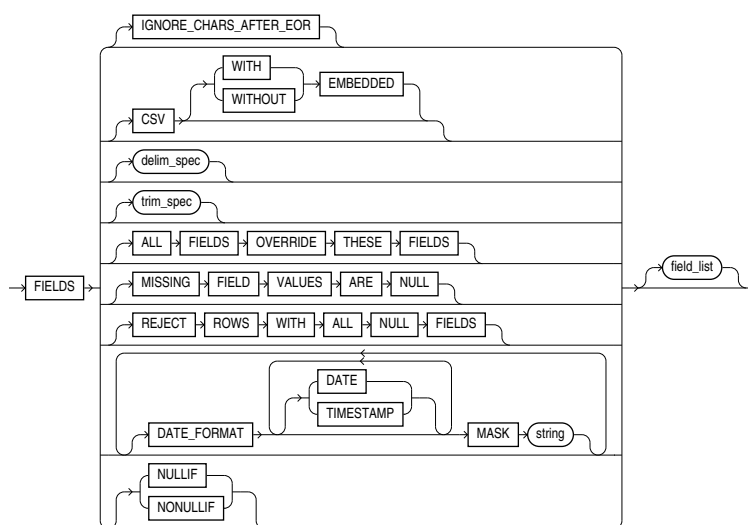 IGNORE_CHARS_AFTER_EOR
WITH
WITHOUT
EMBEDDED
CSV
delim_spec
trim_spec
ALL FIELDS OVERRIDE THESE FIELDS
field_list
FIELDS
MISSING FIELD VALUES ARE NULL
REJECT ROWS WITH ALL NULL FIELDS
DATE
TIMESTAMP
DATE_FORMAT MASK string
NULLIF
NONULLIF